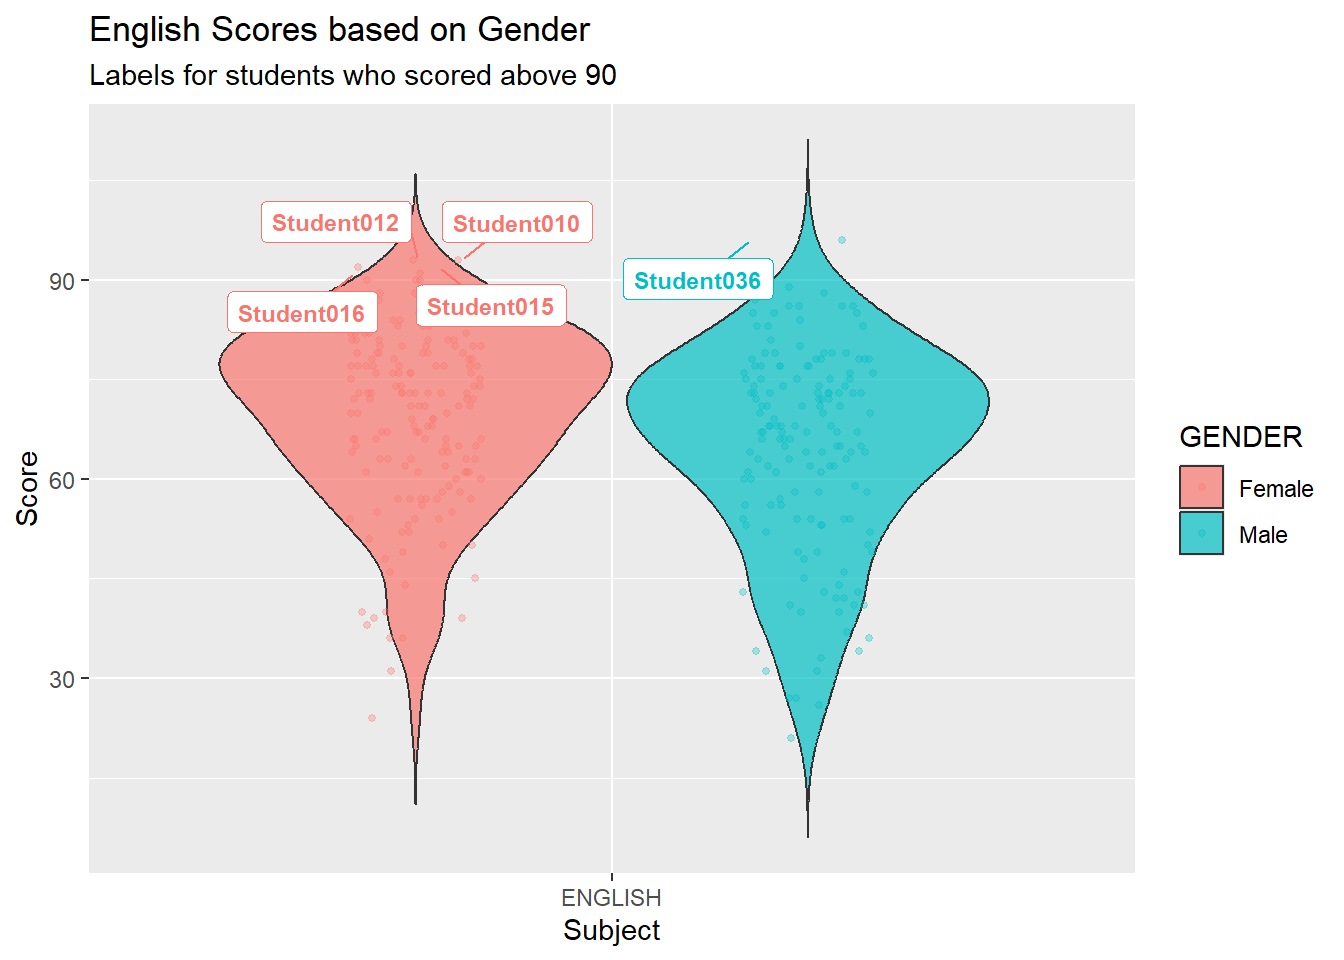 English Scores based on Gender
Labels for students who scored above 90
Student012
Student010
Student036
Student016
Student015
90
60
30
Score
ENGLISH
Subject
GENDER
Female
Male